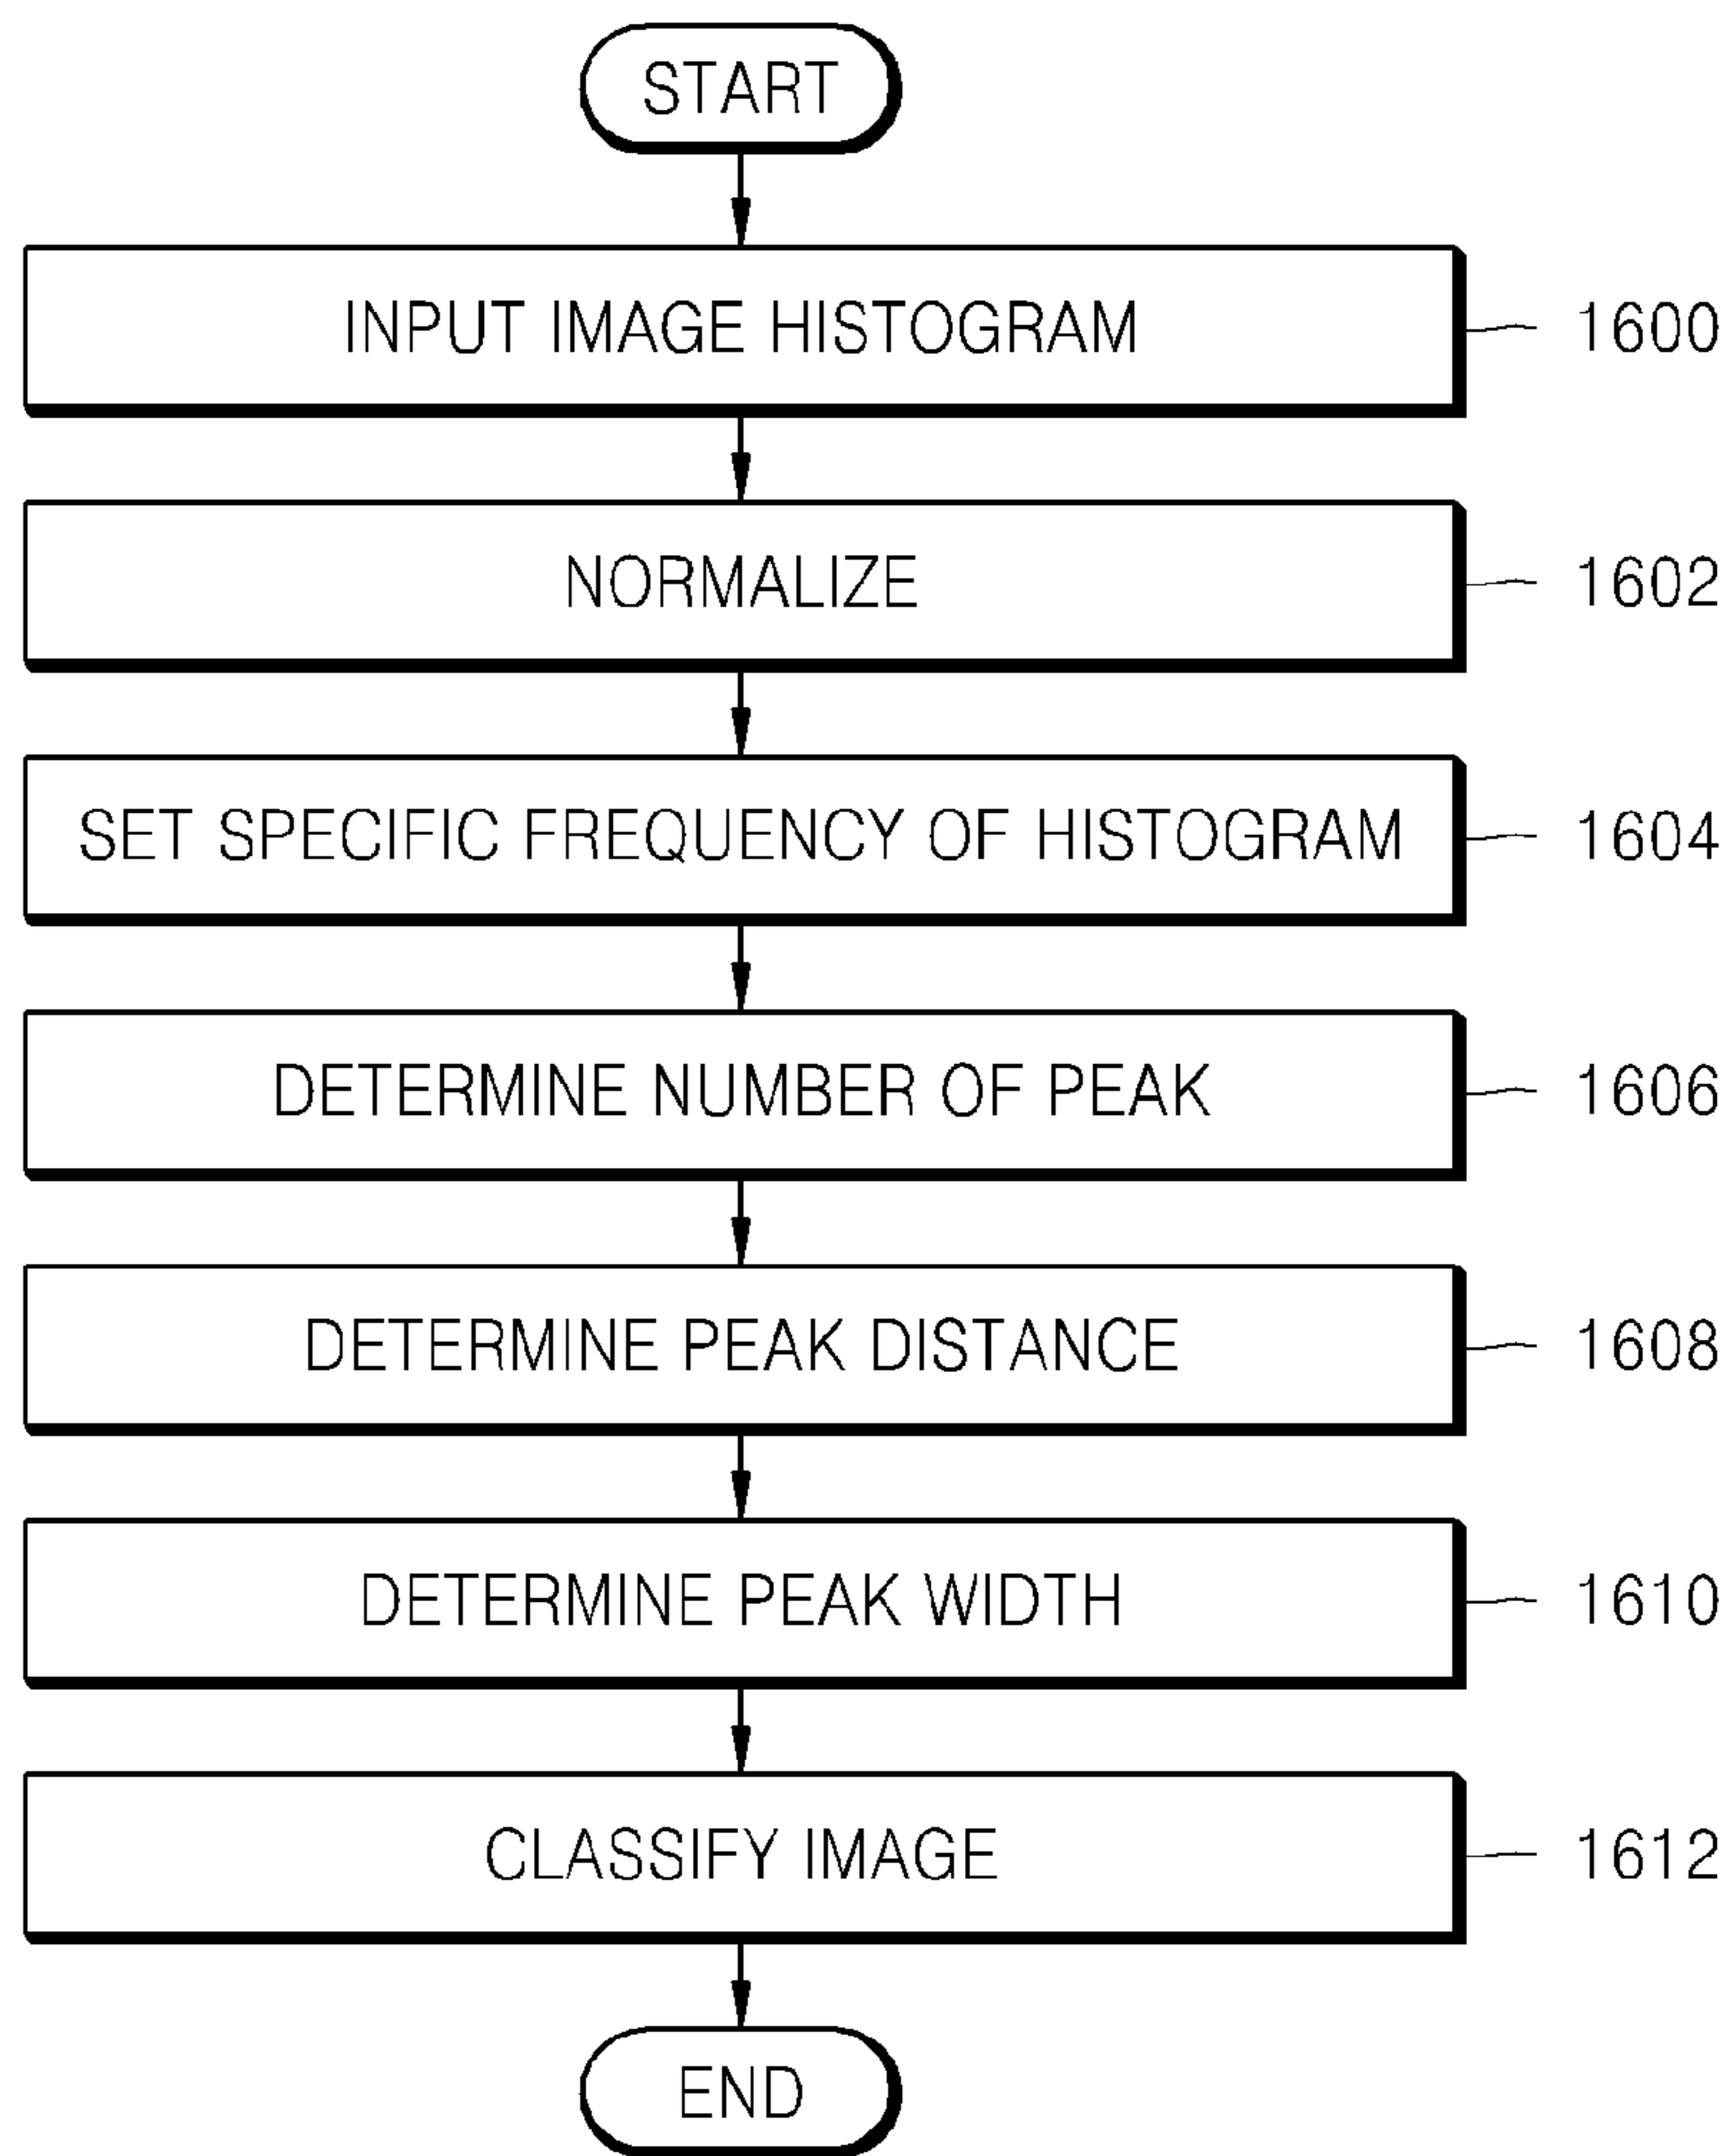 START
INPUT IMAGE HISTOGRAM
1600
NORMALIZE
1602
SET SPECIFIC FREQUENCY OF HISTOGRAM
1604
DETERMINE NUMBER OF PEAK
1606
DETERMINE PEAK DISTANCE
1608
DETERMINE PEAK WIDTH
1610
CLASSIFY IMAGE
1612
END